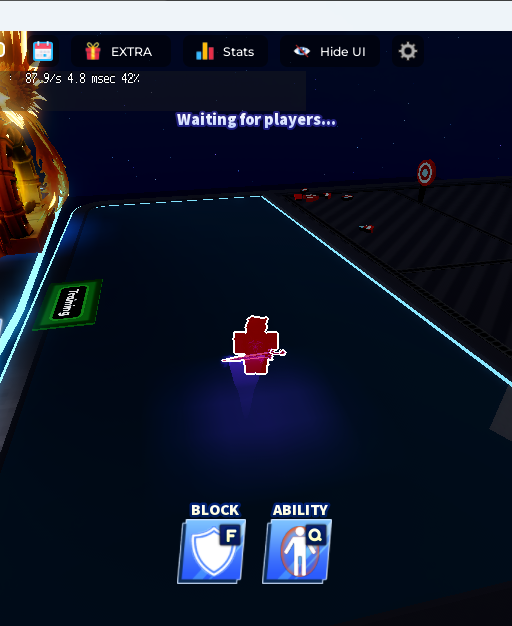 EXTRA
Stats
Hide UI
: 87.9/s 4.8 msec 42%
Waiting for players...
Training
BLOCK
ABILITY
F
Q